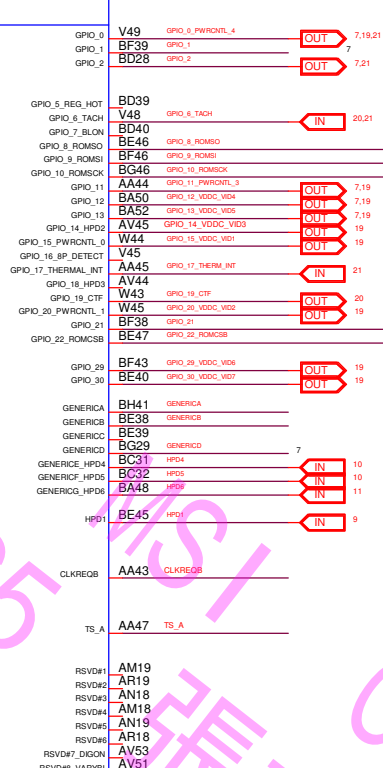 GPIO_0 V49 GPIO_0_PWRCNTL_4 OUT 7,19,21
GPIO_1 BF39 GPIO_1 7
GPIO_2 BD28 GPIO_2 OUT 7,21
GPIO_5_REG_HOT BD39
GPIO_6_TACH V48 GPIO_6_TACH IN 20,21
GPIO_7_BLON BD40
GPIO_8_ROMSO BE46 GPIO_8_ROMSO
GPIO_9_ROMSI BF46 GPIO_9_ROMSI
GPIO_10_ROMSCK BG46 GPIO_10_ROMSCK
GPIO_11 AA44 GPIO_11_PWRCNTL_3 OUT 7,19
GPIO_12 BA50 GPIO_12_VDDC_VID4 OUT 7,19
GPIO_13 BA52 GPIO_13_VDDC_VID5 OUT 7,19
GPIO_14_HPD2 AV45 GPIO_14_VDDC_VID3 OUT 19
GPIO_15_PWRCNTL_0 W44 GPIO_15_VDDC_VID1 OUT 19
GPIO_16_8P_DETECT V45
GPIO_17_THERMAL_INT AA45 GPIO_17_THERM_INT IN 21
GPIO_18_HPD3 AV44
GPIO_19_CTF W43 GPIO_19_CTF OUT 20
GPIO_20_PWRCNTL_1 W45 GPIO_20_VDDC_VID2 OUT 19
GPIO_21 BF38 GPIO_21
GPIO_22_ROMCSB BE47 GPIO_22_ROMCSB
GPIO_29 BF43 GPIO_29_VDDC_VID6 OUT 19
GPIO_30 BE40 GPIO_30_VDDC_VID7 OUT 19
GENERICA BH41 GENERICA
GENERICB BE38 GENERICB
GENERICC BE39
GENERICD BG29 GENERICD 7
GENERICE_HPD4 BC31 HPD4 IN 10
GENERICF_HPD5 BC32 HPD5 IN 10
GENERICG_HPD6 BA48 HPD6 IN 11
HPD1 BE45 HPD1 IN 9
CLKREQB AA43 CLKREQB
TS_A AA47 TS_A
RSVD#1 AM19
RSVD#2 AR19
RSVD#3 AN18
RSVD#4 AM18
RSVD#5 AN19
RSVD#6 AR18
RSVD#7_DIGON AV53
RSVD#8_VARYBL AV51
MSI
張